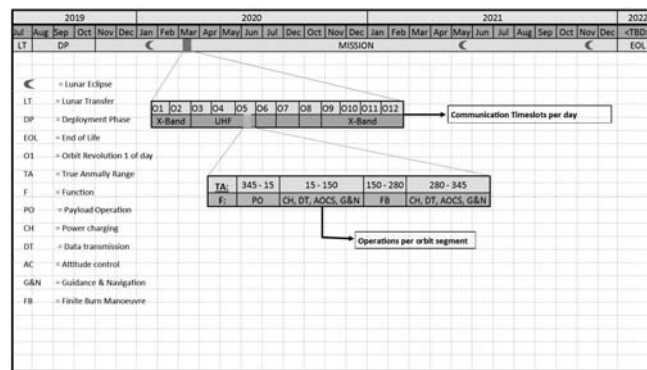 2019 2020 2021 2022
Jul Aug Sep Oct Nov Dec Jan Feb Mar Apr May Jun Jul Aug Sep Oct Nov Dec Jan Feb Mar Apr May Jun Jul Aug Sep Oct Nov Dec <TBD>
LT DP MISSION EOL
= Lunar Eclipse
LT = Lunar Transfer
DP = Deployment Phase
EOL = End of Life
O1 = Orbit Revolution 1 of day
TA = True Anmally Range
F = Function
PO = Payload Operation
CH = Power charging
DT = Data transmission
AC = Attitude control
G&N = Guidance & Navigation
FB = Finite Burn Manoeuvre
O1 O2 O3 O4 O5 O6 O7 O8 O9 O10 O11 O12
X-Band UHF X-Band
Communication Timeslots per day
TA: 345 - 15 15 - 150 150 - 280 280 - 345
F: PO CH, DT, AOCS, G&N FB CH, DT, AOCS, G&N
Operations per orbit segment